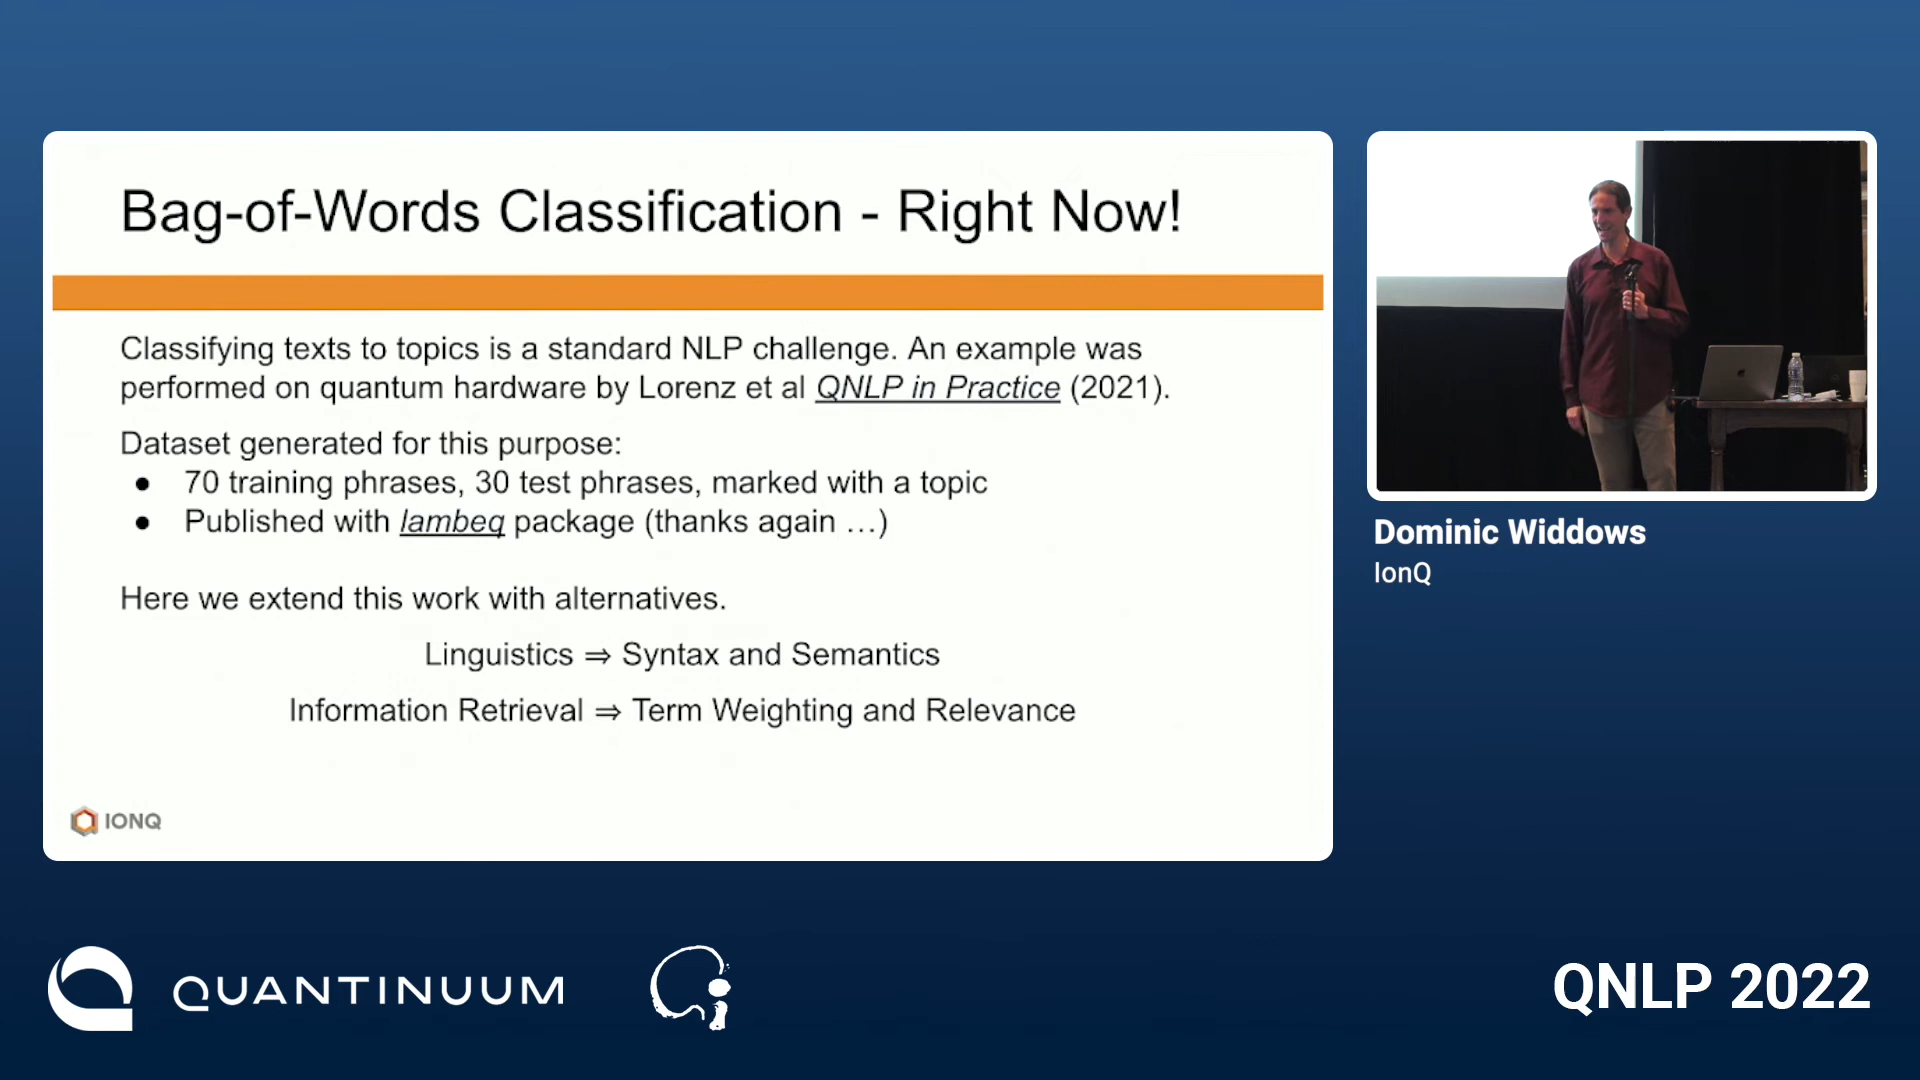 Bag-of-Words Classification - Right Now!
Classifying texts to topics is a standard NLP challenge. An example was
performed on quantum hardware by Lorenz et al QNLP in Practice (2021).
Dataset generated for this purpose:
● 70 training phrases, 30 test phrases, marked with a topic
● Published with lambeq package (thanks again …)
Here we extend this work with alternatives.
Linguistics ⇒ Syntax and Semantics
Information Retrieval ⇒ Term Weighting and Relevance
IONQ
Dominic Widdows
IonQ
QUANTINUUM
QNLP 2022